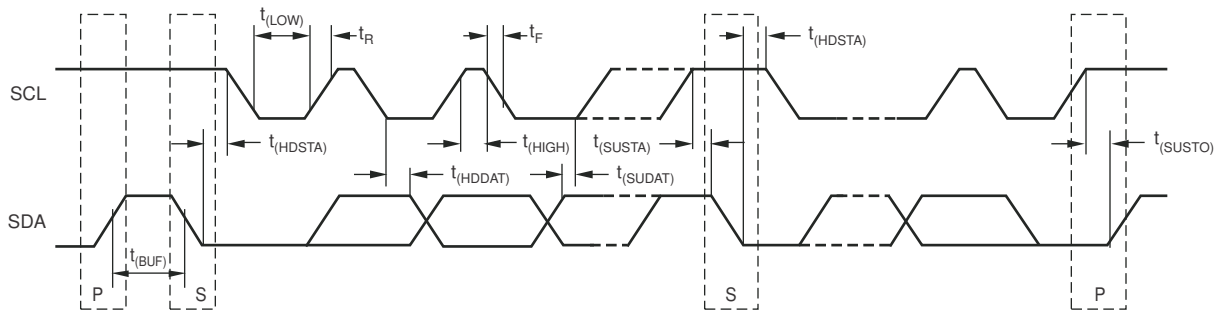 t(LOW)
tR
tF
t(HDSTA)
SCL
t(HDSTA)
t(HIGH)
t(SUSTA)
t(SUSTO)
t(HDDAT)
t(SUDAT)
SDA
t(BUF)
P
S
S
P